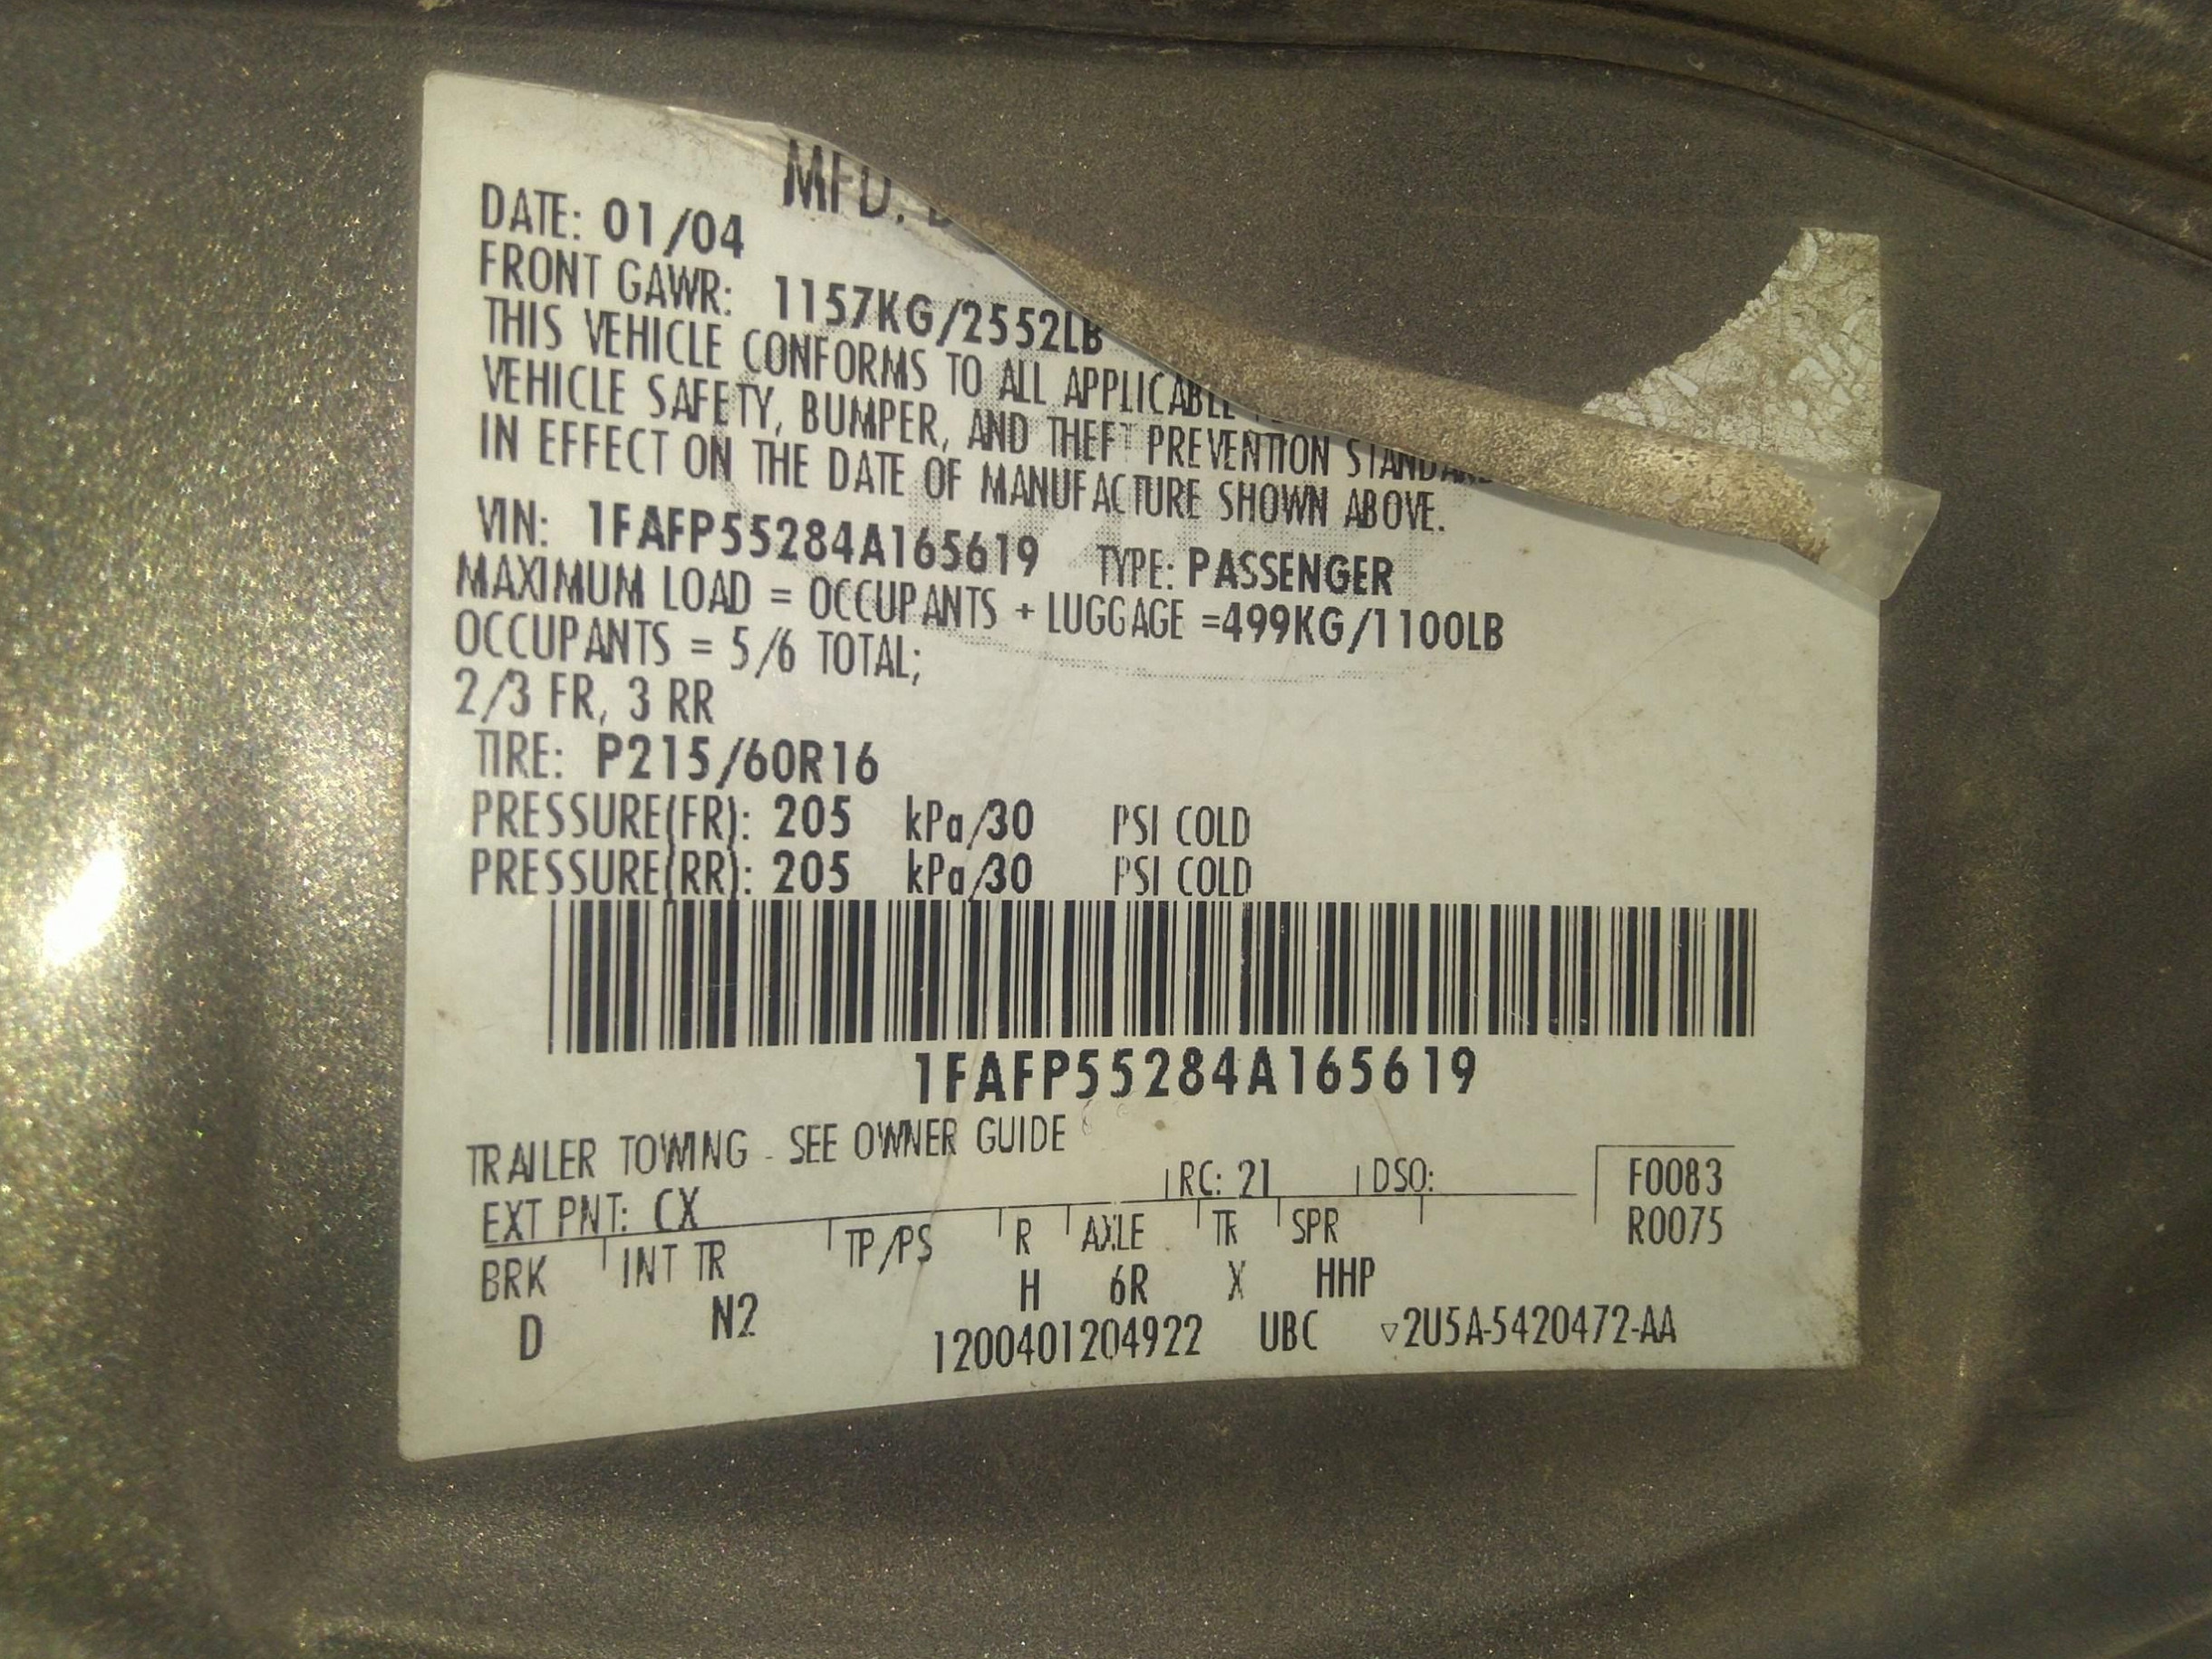 MFD.
DATE: 01/04
FRONT GAWR: 1157KG/2552LB
THIS VEHICLE CONFORMS TO ALL APPLICABLE
VEHICLE SAFETY, BUMPER, AND THEFT PREVENTION STANDARD
IN EFFECT ON THE DATE OF MANUFACTURE SHOWN ABOVE.
VIN: 1FAFP55284A165619 TYPE: PASSENGER
MAXIMUM LOAD = OCCUPANTS + LUGGAGE =499KG/1100LB
OCCUPANTS = 5/6 TOTAL;
2/3 FR, 3 RR
TIRE: P215/60R16
PRESSURE(FR): 205 kPa/30 PSI COLD
PRESSURE(RR): 205 kPa/30 PSI COLD
1FAFP55284A165619
TRAILER TOWING - SEE OWNER GUIDE
EXT PNT: CX RC: 21 DSO: F0083
BRK INT TR TP/PS R AXLE TR SPR R0075
D N2 H 6R X HHP
1200401204922 UBC ▽2U5A-5420472-AA